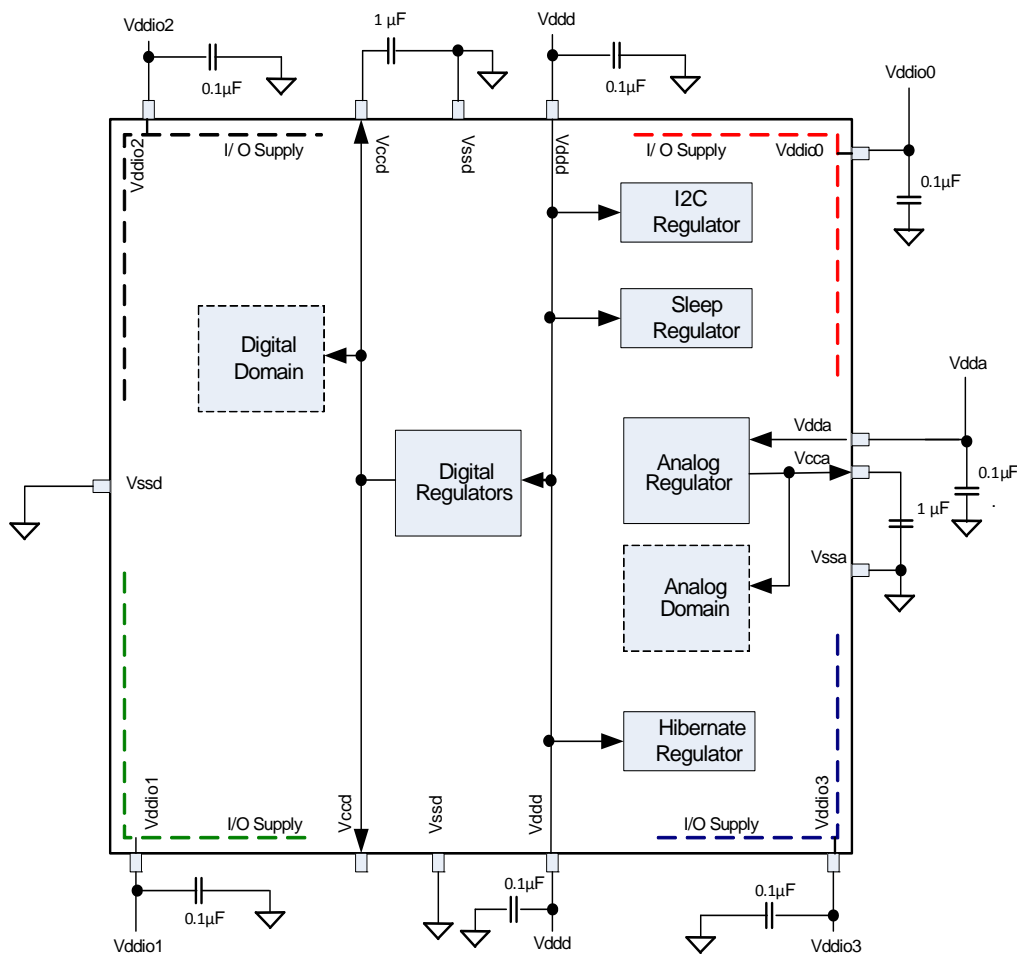 Vddio2
1 µF
Vddd
0.1µF
0.1µF
Vddio0
I/ O Supply
Vddio2
Vccd
Vssd
Vddd
I/ O Supply
Vddio0
0.1µF
I2C
Regulator
Sleep
Regulator
Digital
Domain
Vdda
Vdda
Vcca
Digital
Regulators
Analog
Regulator
0.1µF
.
1 µF
Vssd
Vssa
Analog
Domain
Hibernate
Regulator
Vddio1
Vccd
Vssd
Vddd
Vddio3
I/O Supply
I/O Supply
0.1µF
0.1µF
0.1µF
Vddio1
Vddd
Vddio3